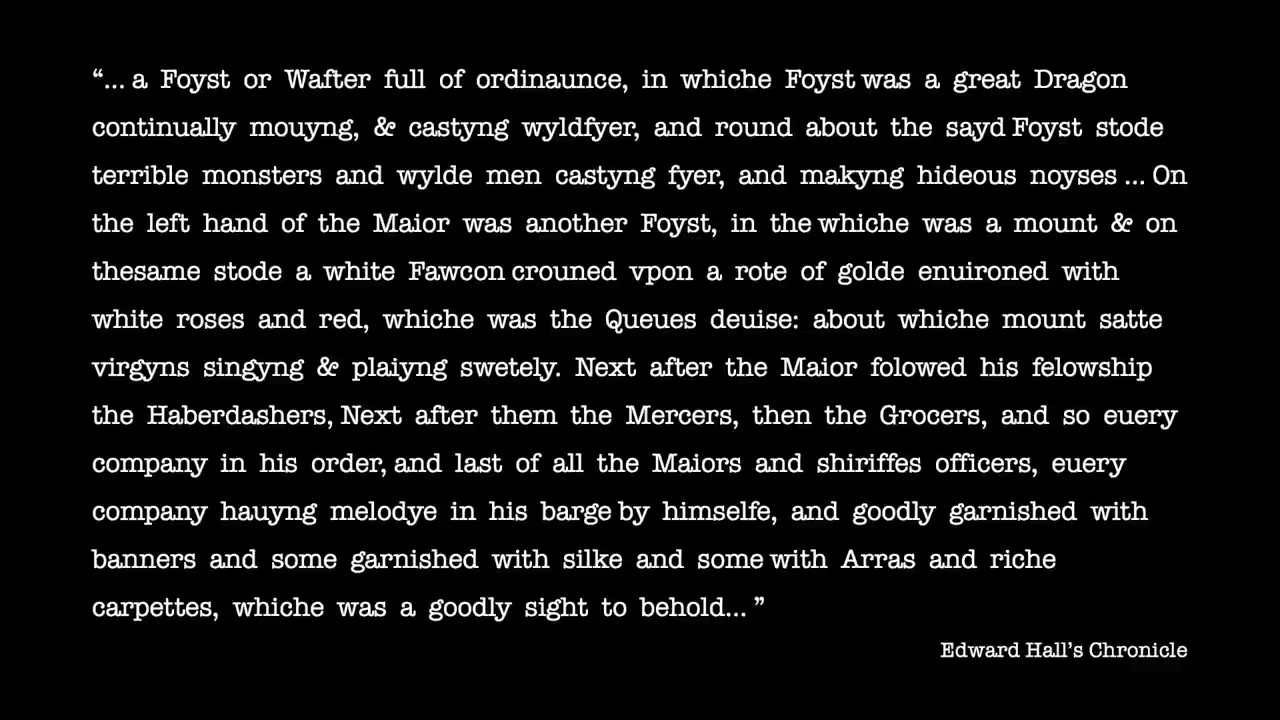 “... a Foyst or Wafter full of ordinaunce, in whiche Foyst was a great Dragon
continually mouyng, & castyng wyldfyer, and round about the sayd Foyst stode
terrible monsters and wylde men castyng fyer, and makyng hideous noyses ... On
the left hand of the Maior was another Foyst, in the whiche was a mount & on
thesame stode a white Fawcon crouned vpon a rote of golde enuironed with
white roses and red, whiche was the Queues deuise: about whiche mount satte
virgyns singyng & plaiyng swetely. Next after the Maior folowed his felowship
the Haberdashers, Next after them the Mercers, then the Grocers, and so euery
company in his order, and last of all the Maiors and shiriffes officers, euery
company hauyng melodye in his barge by himselfe, and goodly garnished with
banners and some garnished with silke and some with Arras and riche
carpettes, whiche was a goodly sight to behold... ”
Edward Hall’s Chronicle